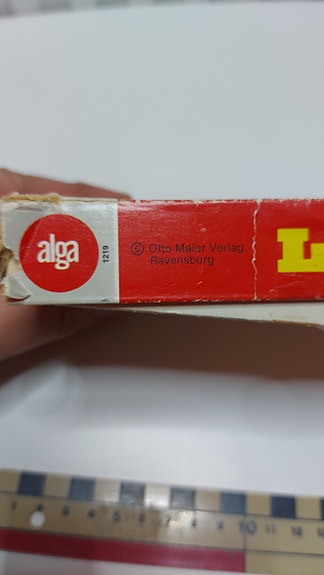 alga
1219
© Otto Maier Verlag,
Ravensburg
L
1 2 3 4 5 6 7 8 9 10 11 12